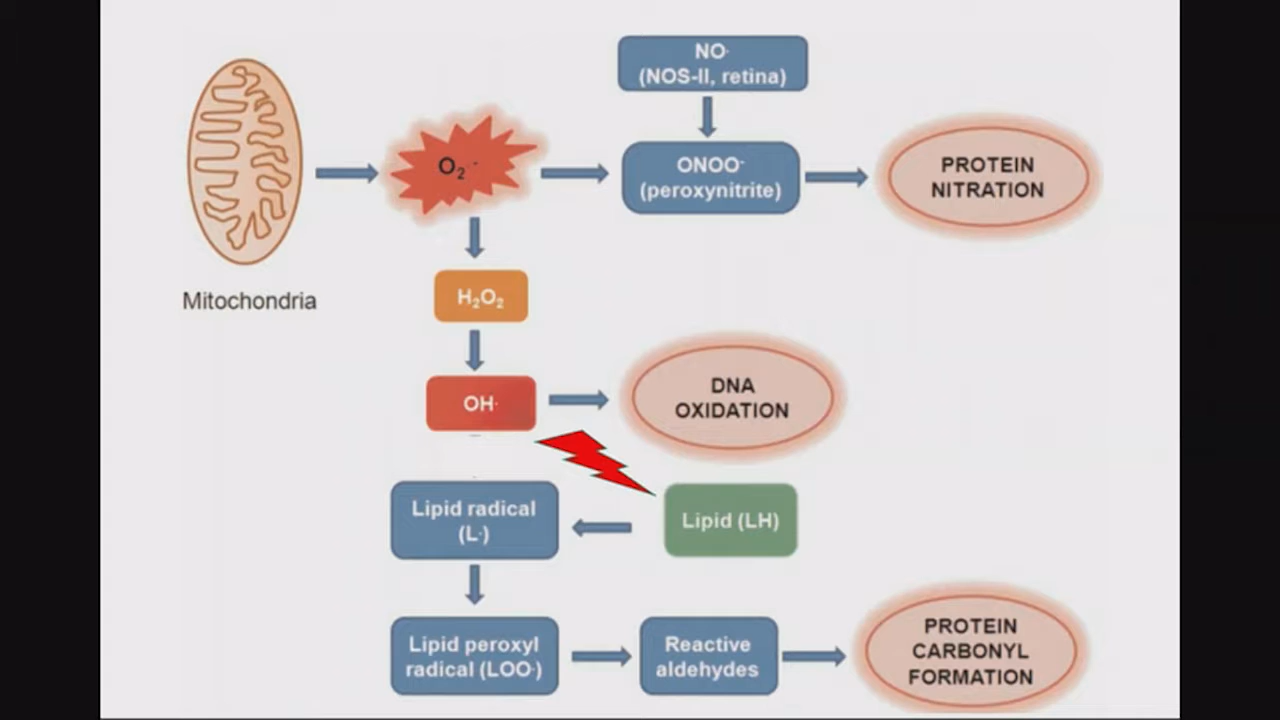 NO·
(NOS-II, retina)
O₂·⁻
ONOO⁻
(peroxynitrite)
PROTEIN
NITRATION
Mitochondria
H₂O₂
OH·
DNA
OXIDATION
Lipid radical
(L·)
Lipid (LH)
Lipid peroxyl
radical (LOO·)
Reactive
aldehydes
PROTEIN
CARBONYL
FORMATION